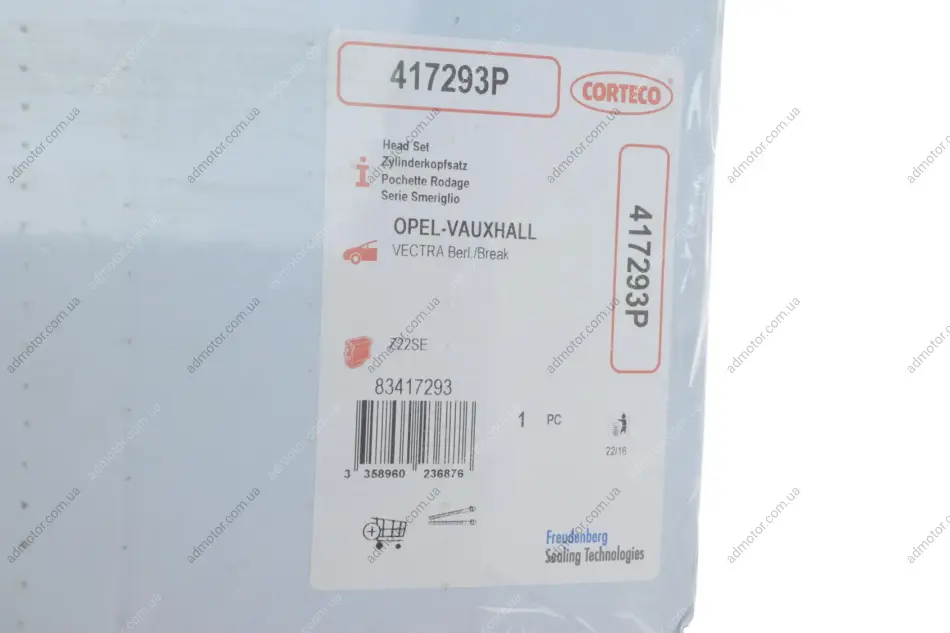 417293P
CORTECO
Head Set
Zylinderkopfsatz
Pochette Rodage
Serie Smeriglio
417293P
OPEL-VAUXHALL
VECTRA Berl./Break
Z22SE
83417293
1 PC
22/16
3 358960 236876
Freudenberg
Sealing Technologies
admotor.com.ua